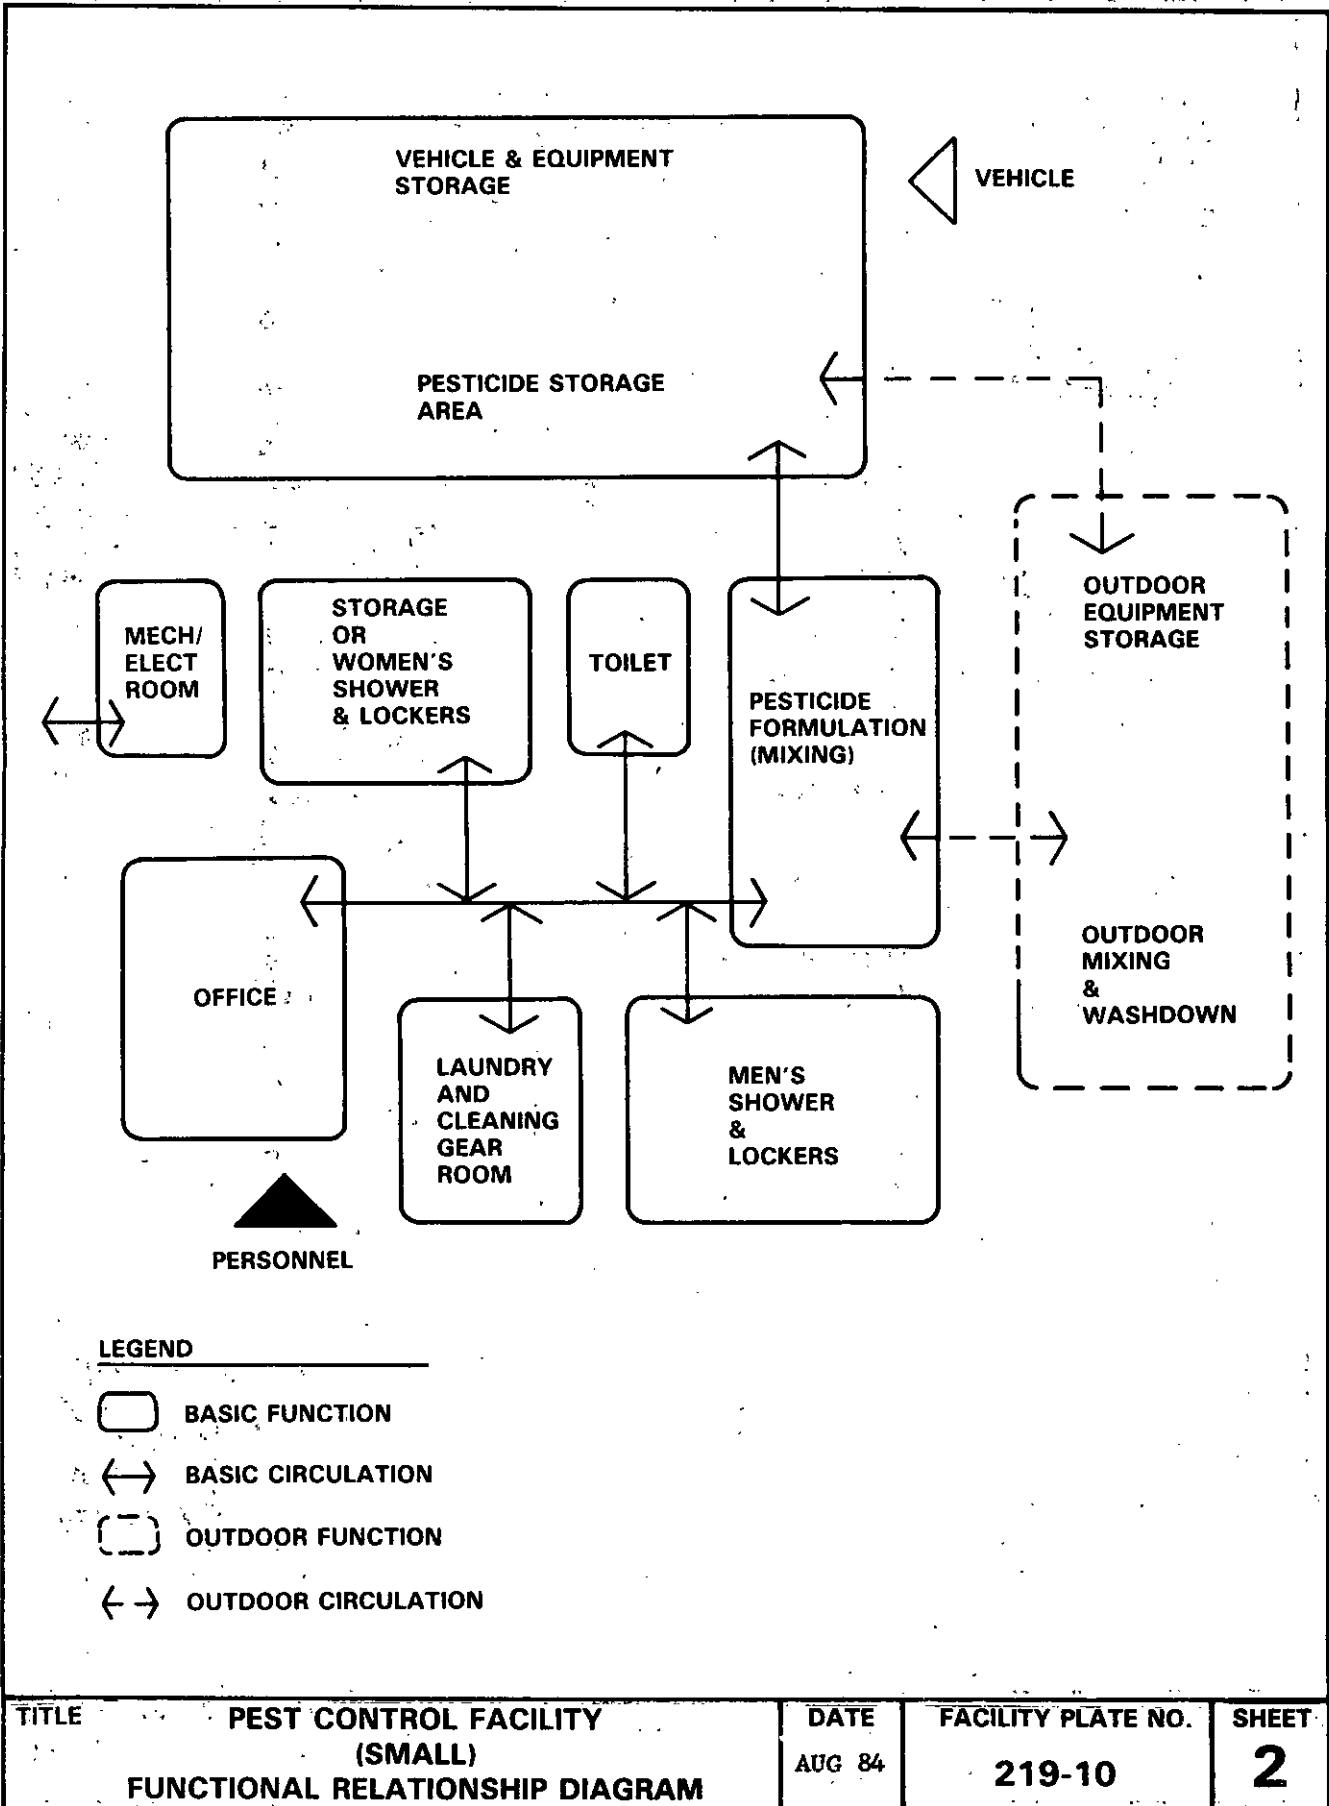 VEHICLE & EQUIPMENT
STORAGE
VEHICLE
PESTICIDE STORAGE
AREA
MECH/
ELECT
ROOM
STORAGE
OR
WOMEN'S
SHOWER
& LOCKERS
TOILET
PESTICIDE
FORMULATION
(MIXING)
OUTDOOR
EQUIPMENT
STORAGE
OFFICE
OUTDOOR
MIXING
&
WASHDOWN
LAUNDRY
AND
CLEANING
GEAR
ROOM
MEN'S
SHOWER
&
LOCKERS
PERSONNEL
LEGEND
BASIC FUNCTION
BASIC CIRCULATION
OUTDOOR FUNCTION
OUTDOOR CIRCULATION
TITLE
PEST CONTROL FACILITY
(SMALL)
FUNCTIONAL RELATIONSHIP DIAGRAM
DATE
AUG 84
FACILITY PLATE NO.
219-10
SHEET
2